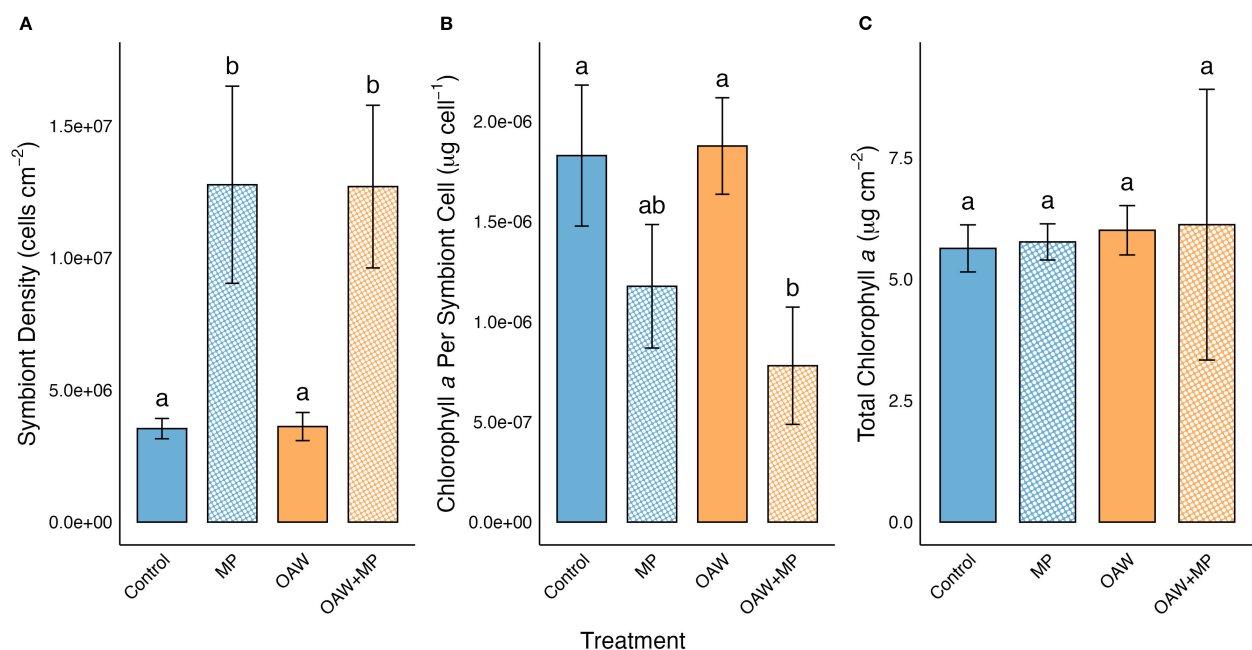 A
Symbiont Density (cells cm⁻²)
1.5e+07
1.0e+07
5.0e+06
0.0e+00
a
b
a
b
Control
MP
OAW
OAW+MP
B
Chlorophyll a Per Symbiont Cell (μg cell⁻¹)
2.0e-06
1.5e-06
1.0e-06
5.0e-07
0.0e+00
a
ab
a
b
Control
MP
OAW
OAW+MP
C
Total Chlorophyll a (μg cm⁻²)
7.5
5.0
2.5
0.0
a
a
a
a
Control
MP
OAW
OAW+MP
Treatment